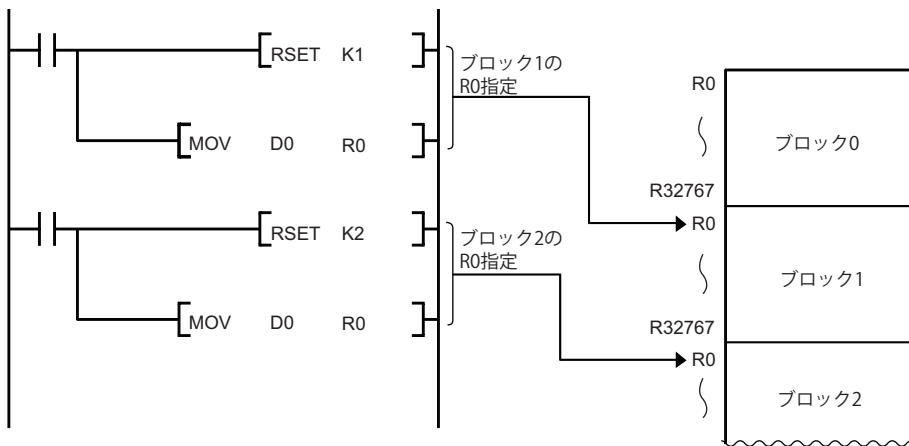 RSET K1
MOV D0 R0
ブロック1の
R0指定
RSET K2
MOV D0 R0
ブロック2の
R0指定
R0
ブロック0
R32767
R0
ブロック1
R32767
R0
ブロック2